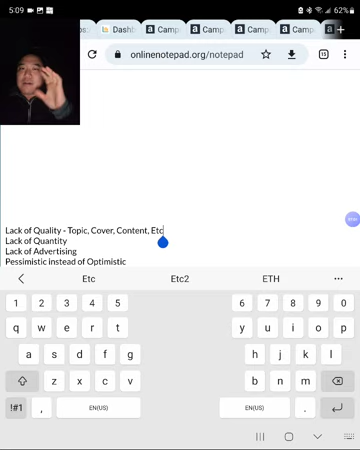 5:09
62%
Dashb
Camp
Camp
Camp
Camp
onlinenotepad.org/notepad
15
Lack of Quality - Topic, Cover, Content, Etc
Lack of Quantity
Lack of Advertising
Pessimistic instead of Optimistic
Etc Etc2 ETH
1 2 3 4 5 6 7 8 9 0
q w e r t y u i o p
a s d f g h j k l
z x c v b n m
!#1 , EN(US) EN(US) .